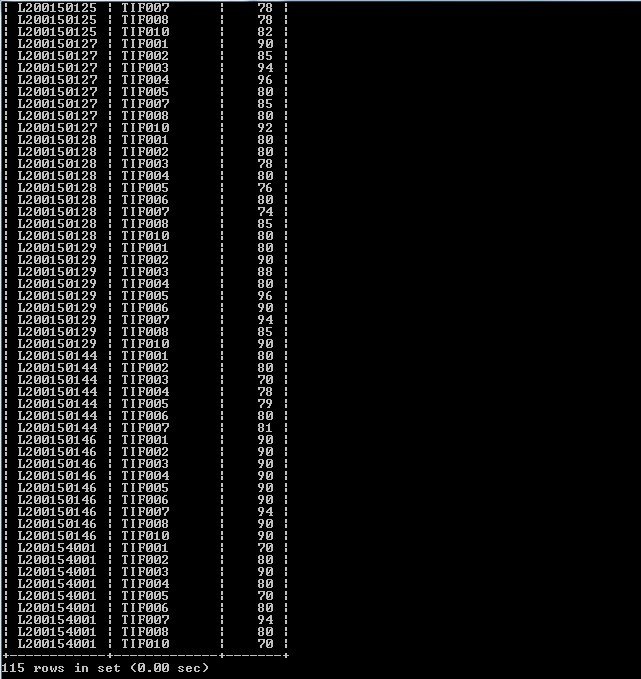 ¦ L200150125 ¦ TIF007 ¦ 78 ¦
¦ L200150125 ¦ TIF008 ¦ 78 ¦
¦ L200150125 ¦ TIF010 ¦ 82 ¦
¦ L200150127 ¦ TIF001 ¦ 90 ¦
¦ L200150127 ¦ TIF002 ¦ 85 ¦
¦ L200150127 ¦ TIF003 ¦ 94 ¦
¦ L200150127 ¦ TIF004 ¦ 96 ¦
¦ L200150127 ¦ TIF005 ¦ 80 ¦
¦ L200150127 ¦ TIF007 ¦ 85 ¦
¦ L200150127 ¦ TIF008 ¦ 80 ¦
¦ L200150127 ¦ TIF010 ¦ 92 ¦
¦ L200150128 ¦ TIF001 ¦ 80 ¦
¦ L200150128 ¦ TIF002 ¦ 80 ¦
¦ L200150128 ¦ TIF003 ¦ 78 ¦
¦ L200150128 ¦ TIF004 ¦ 80 ¦
¦ L200150128 ¦ TIF005 ¦ 76 ¦
¦ L200150128 ¦ TIF006 ¦ 80 ¦
¦ L200150128 ¦ TIF007 ¦ 74 ¦
¦ L200150128 ¦ TIF008 ¦ 85 ¦
¦ L200150128 ¦ TIF010 ¦ 80 ¦
¦ L200150129 ¦ TIF001 ¦ 80 ¦
¦ L200150129 ¦ TIF002 ¦ 90 ¦
¦ L200150129 ¦ TIF003 ¦ 88 ¦
¦ L200150129 ¦ TIF004 ¦ 80 ¦
¦ L200150129 ¦ TIF005 ¦ 96 ¦
¦ L200150129 ¦ TIF006 ¦ 90 ¦
¦ L200150129 ¦ TIF007 ¦ 94 ¦
¦ L200150129 ¦ TIF008 ¦ 85 ¦
¦ L200150129 ¦ TIF010 ¦ 90 ¦
¦ L200150144 ¦ TIF001 ¦ 80 ¦
¦ L200150144 ¦ TIF002 ¦ 80 ¦
¦ L200150144 ¦ TIF003 ¦ 70 ¦
¦ L200150144 ¦ TIF004 ¦ 78 ¦
¦ L200150144 ¦ TIF005 ¦ 79 ¦
¦ L200150144 ¦ TIF006 ¦ 80 ¦
¦ L200150144 ¦ TIF007 ¦ 81 ¦
¦ L200150146 ¦ TIF001 ¦ 90 ¦
¦ L200150146 ¦ TIF002 ¦ 90 ¦
¦ L200150146 ¦ TIF003 ¦ 90 ¦
¦ L200150146 ¦ TIF004 ¦ 90 ¦
¦ L200150146 ¦ TIF005 ¦ 90 ¦
¦ L200150146 ¦ TIF006 ¦ 90 ¦
¦ L200150146 ¦ TIF007 ¦ 94 ¦
¦ L200150146 ¦ TIF008 ¦ 90 ¦
¦ L200150146 ¦ TIF010 ¦ 90 ¦
¦ L200154001 ¦ TIF001 ¦ 70 ¦
¦ L200154001 ¦ TIF002 ¦ 80 ¦
¦ L200154001 ¦ TIF003 ¦ 90 ¦
¦ L200154001 ¦ TIF004 ¦ 80 ¦
¦ L200154001 ¦ TIF005 ¦ 70 ¦
¦ L200154001 ¦ TIF006 ¦ 80 ¦
¦ L200154001 ¦ TIF007 ¦ 94 ¦
¦ L200154001 ¦ TIF008 ¦ 80 ¦
¦ L200154001 ¦ TIF010 ¦ 70 ¦
+------------+-------------+-------+
115 rows in set (0.00 sec)